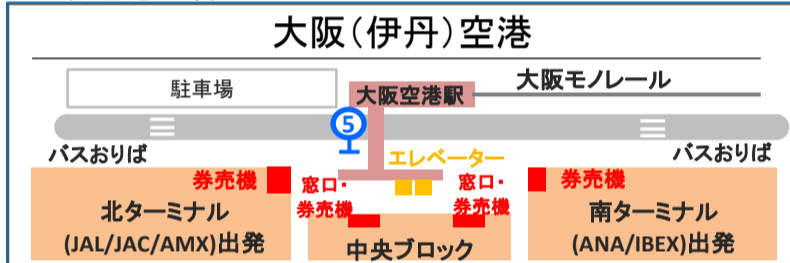 大阪(伊丹)空港
駐車場
大阪空港駅
大阪モノレール
5
バスおりば
エレベーター
バスおりば
券売機
窓口・
券売機
窓口・
券売機
券売機
北ターミナル
(JAL/JAC/AMX)出発
中央ブロック
南ターミナル
(ANA/IBEX)出発